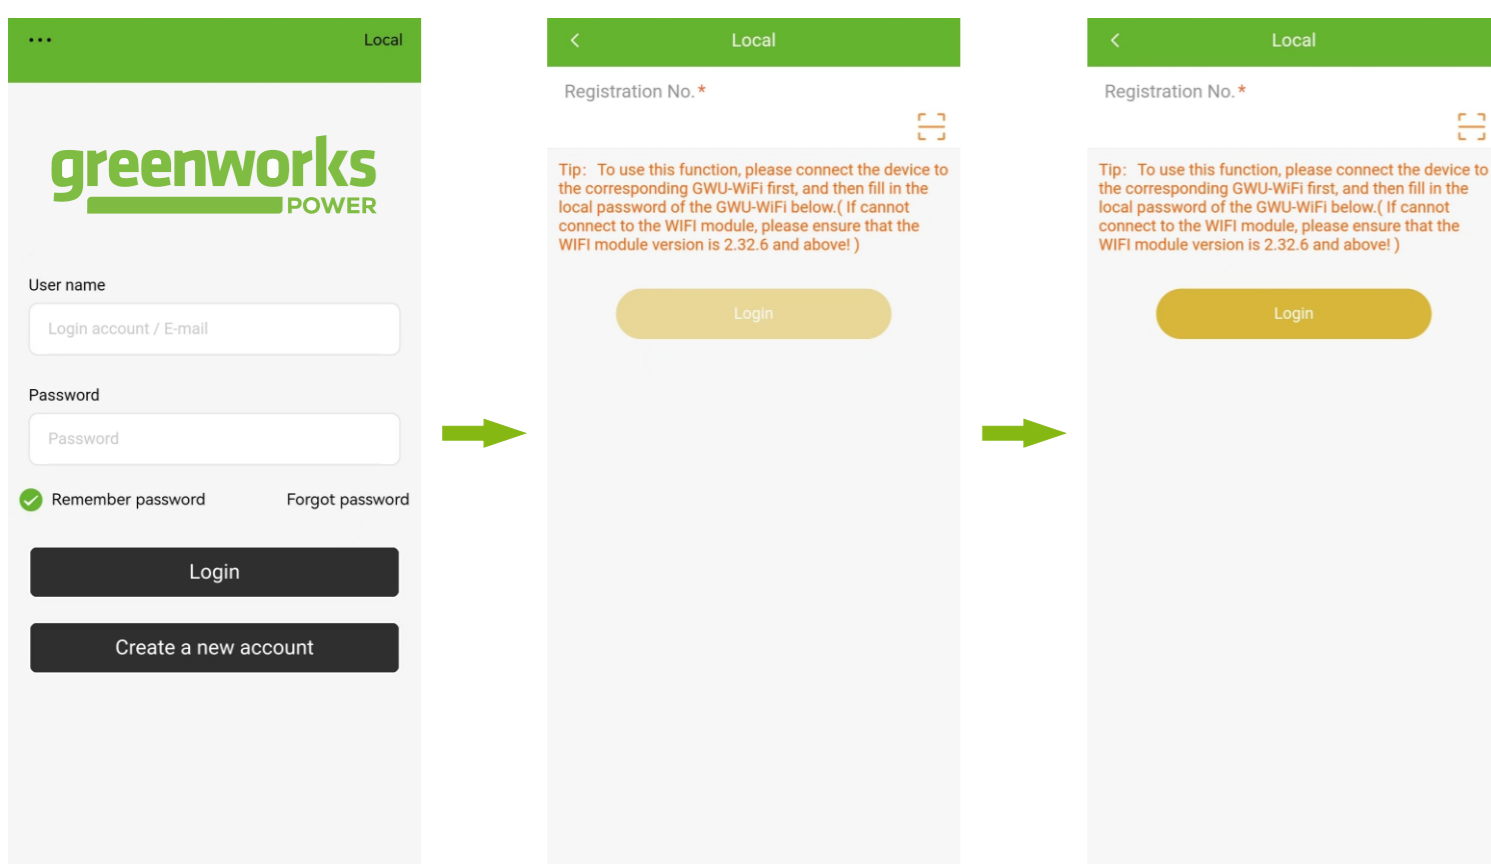 ...
Local
greenworks
POWER
User name
Login account / E-mail
Password
Password
Remember password
Forgot password
Login
Create a new account
Local
Registration No.*
Tip: To use this function, please connect the device to
the corresponding GWU-WiFi first, and then fill in the
local password of the GWU-WiFi below.( If cannot
connect to the WIFI module, please ensure that the
WIFI module version is 2.32.6 and above! )
Login
Local
Registration No.*
Tip: To use this function, please connect the device to
the corresponding GWU-WiFi first, and then fill in the
local password of the GWU-WiFi below.( If cannot
connect to the WIFI module, please ensure that the
WIFI module version is 2.32.6 and above! )
Login